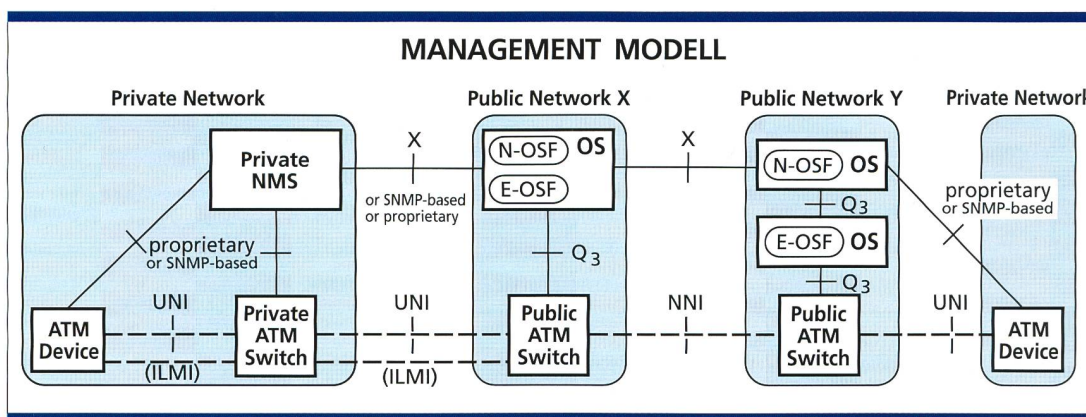 MANAGEMENT MODELL
Private Network
Public Network X
Public Network Y
Private Network
Private
NMS
X
or SNMP-based
or proprietary
N-OSF OS
E-OSF
X
N-OSF OS
Q3
E-OSF OS
Q3
proprietary
or SNMP-based
proprietary
or SNMP-based
Q3
ATM
Device
UNI
(ILMI)
Private
ATM
Switch
UNI
(ILMI)
Public
ATM
Switch
NNI
Public
ATM
Switch
UNI
ATM
Device